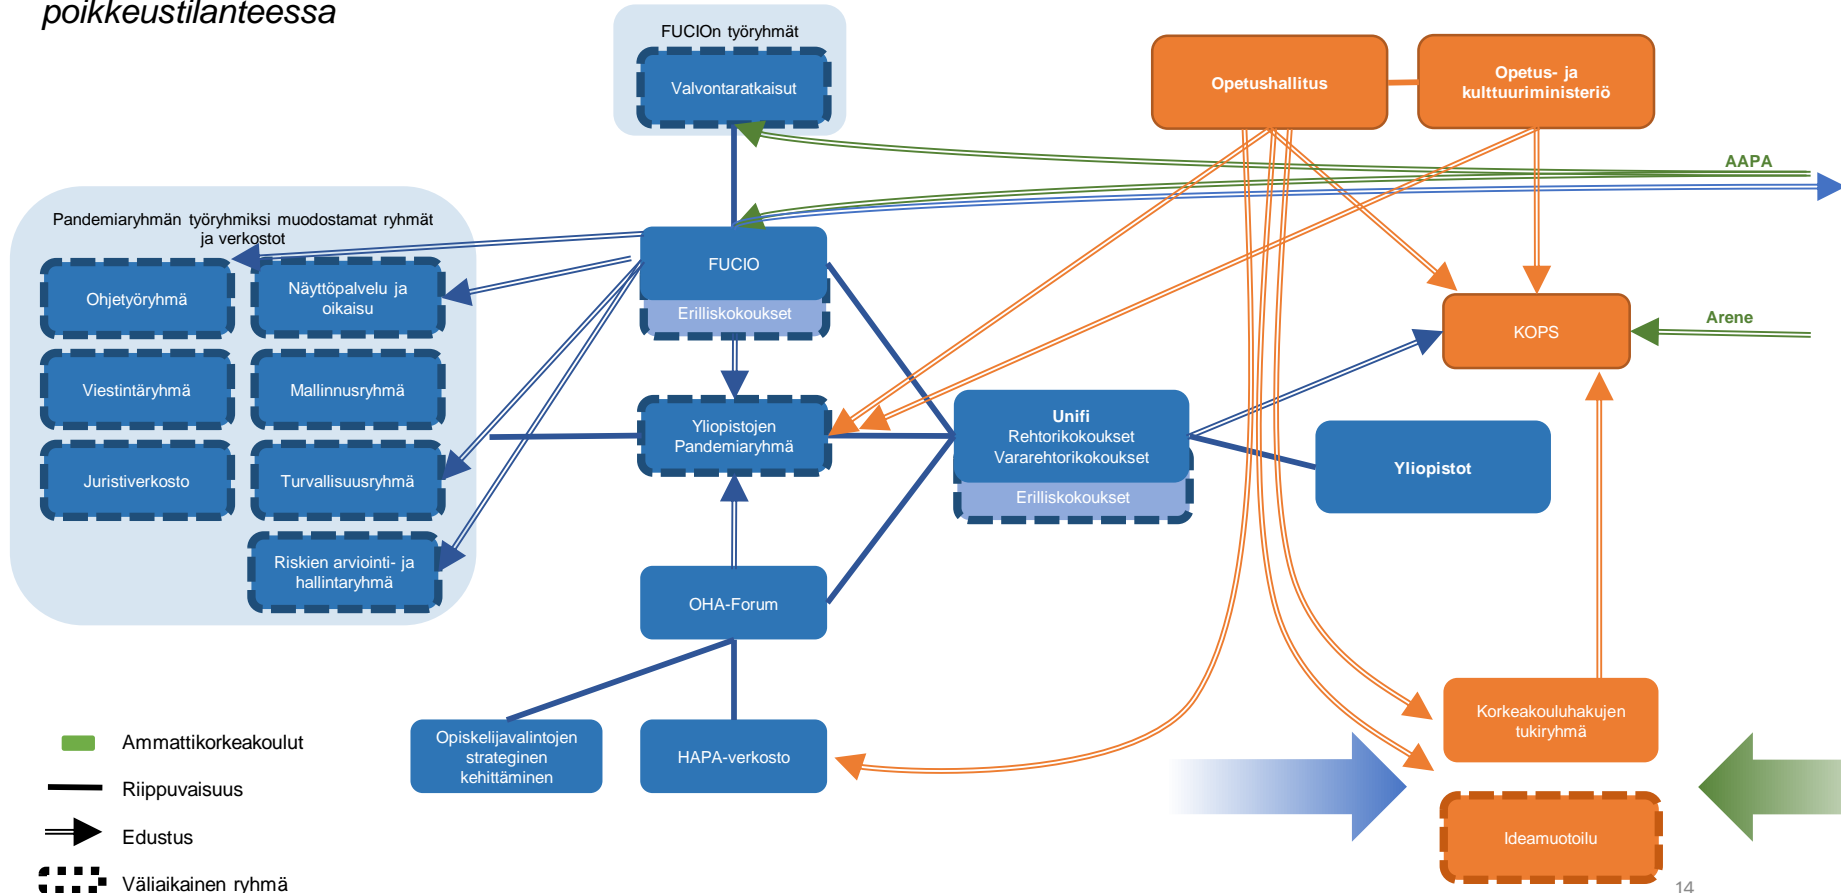 poikkeustilanteessa
FUCIOn työryhmät
Valvontaratkaisut
Opetushallitus
Opetus- ja
kulttuuriministeriö
AAPA
Pandemiaryhmän työryhmiksi muodostamat ryhmät
ja verkostot
Ohjetyöryhmä
Näyttöpalvelu ja
oikaisu
Viestintäryhmä
Mallinnusryhmä
Juristiverkosto
Turvallisuusryhmä
Riskien arviointi- ja
hallintaryhmä
FUCIO
Erilliskokoukset
Yliopistojen
Pandemiaryhmä
Unifi
Rehtorikokoukset
Vararehtorikokoukset
Erilliskokoukset
KOPS
Arene
Yliopistot
OHA-Forum
Opiskelijavalintojen
strateginen
kehittäminen
HAPA-verkosto
Korkeakouluhakujen
tukiryhmä
Ideamuotoilu
Ammattikorkeakoulut
Riippuvaisuus
Edustus
Väliaikainen ryhmä
14